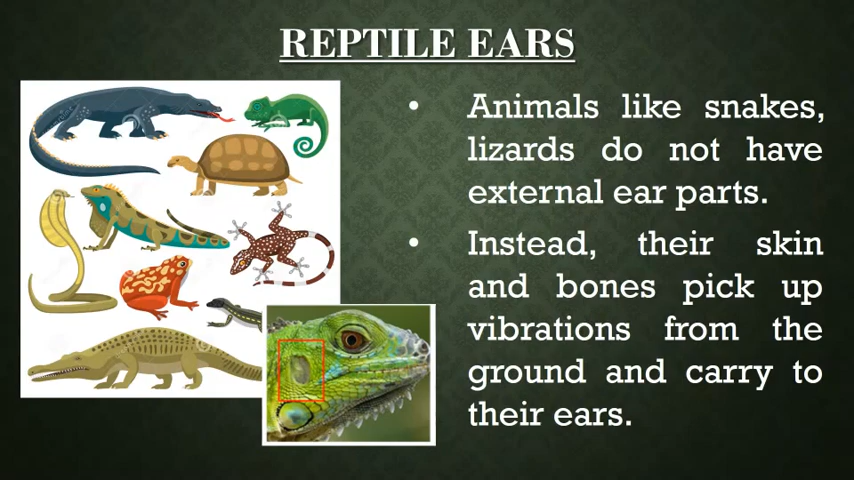 REPTILE EARS
• Animals like snakes,
lizards do not have
external ear parts.
• Instead, their skin
and bones pick up
vibrations from the
ground and carry to
their ears.